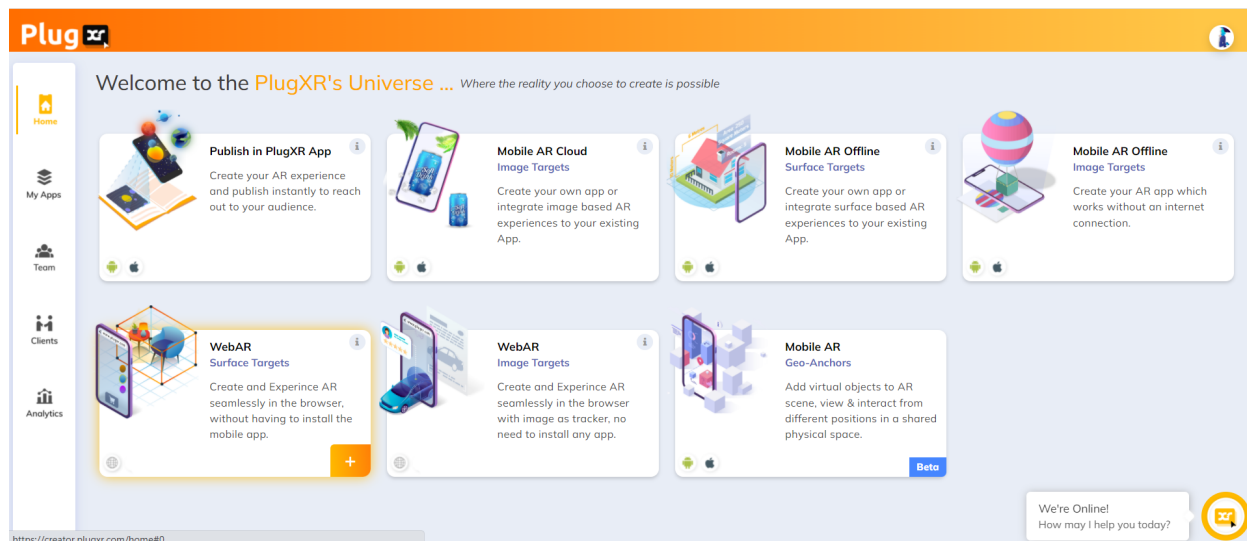 Plug xr
Welcome to the PlugXR's Universe ... Where the reality you choose to create is possible
Home
My Apps
Team
Clients
Analytics
Publish in PlugXR App
Create your AR experience
and publish instantly to reach
out to your audience.
Mobile AR Cloud
Image Targets
Create your own app or
integrate image based AR
experiences to your existing
App.
Mobile AR Offline
Surface Targets
Create your own app or
integrate surface based AR
experiences to your existing
App.
Mobile AR Offline
Image Targets
Create your AR app which
works without an internet
connection.
WebAR
Surface Targets
Create and Experince AR
seamlessly in the browser,
without having to install the
mobile app.
+
WebAR
Image Targets
Create and Experince AR
seamlessly in the browser
with image as tracker, no
need to install any app.
Mobile AR
Geo-Anchors
Add virtual objects to AR
scene, view & interact from
different positions in a shared
physical space.
Beta
We're Online!
How may I help you today?
https://creator.plugxr.com/home#0